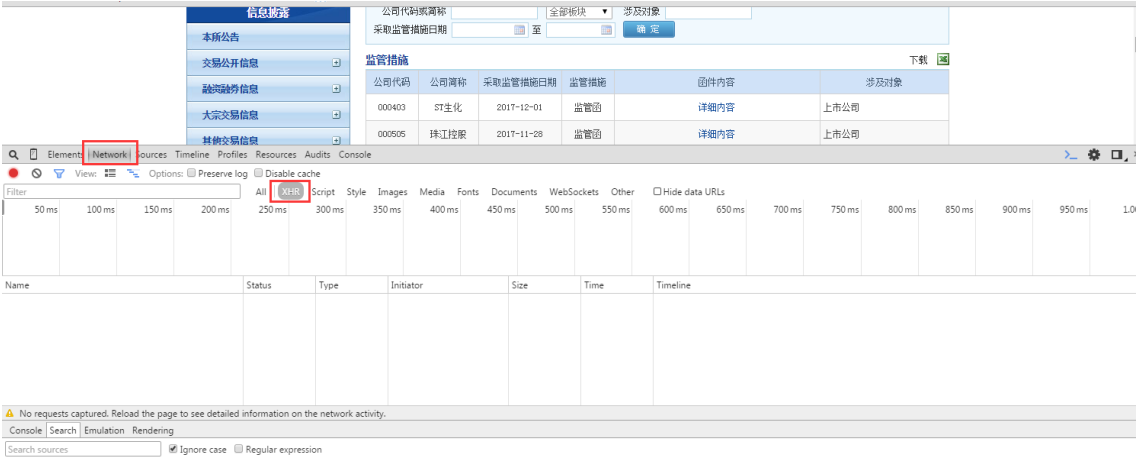 信息披露
公司代码或简称 全部板块 ▼ 涉及对象
采取监管措施日期 至 确 定
本所公告
交易公开信息
融资融券信息
大宗交易信息
其他交易信息
监管措施 下载
公司代码 公司简称 采取监管措施日期 监管措施 函件内容 涉及对象
000403 ST生化 2017-12-01 监管函 详细内容 上市公司
000505 珠江控股 2017-11-28 监管函 详细内容 上市公司
Elements Network Sources Timeline Profiles Resources Audits Console
View: Options: Preserve log Disable cache
Filter All XHR Script Style Images Media Fonts Documents WebSockets Other Hide data URLs
50 ms 100 ms 150 ms 200 ms 250 ms 300 ms 350 ms 400 ms 450 ms 500 ms 550 ms 600 ms 650 ms 700 ms 750 ms 800 ms 850 ms 900 ms 950 ms 1.0
Name Status Type Initiator Size Time Timeline
No requests captured. Reload the page to see detailed information on the network activity.
Console Search Emulation Rendering
Search sources Ignore case Regular expression